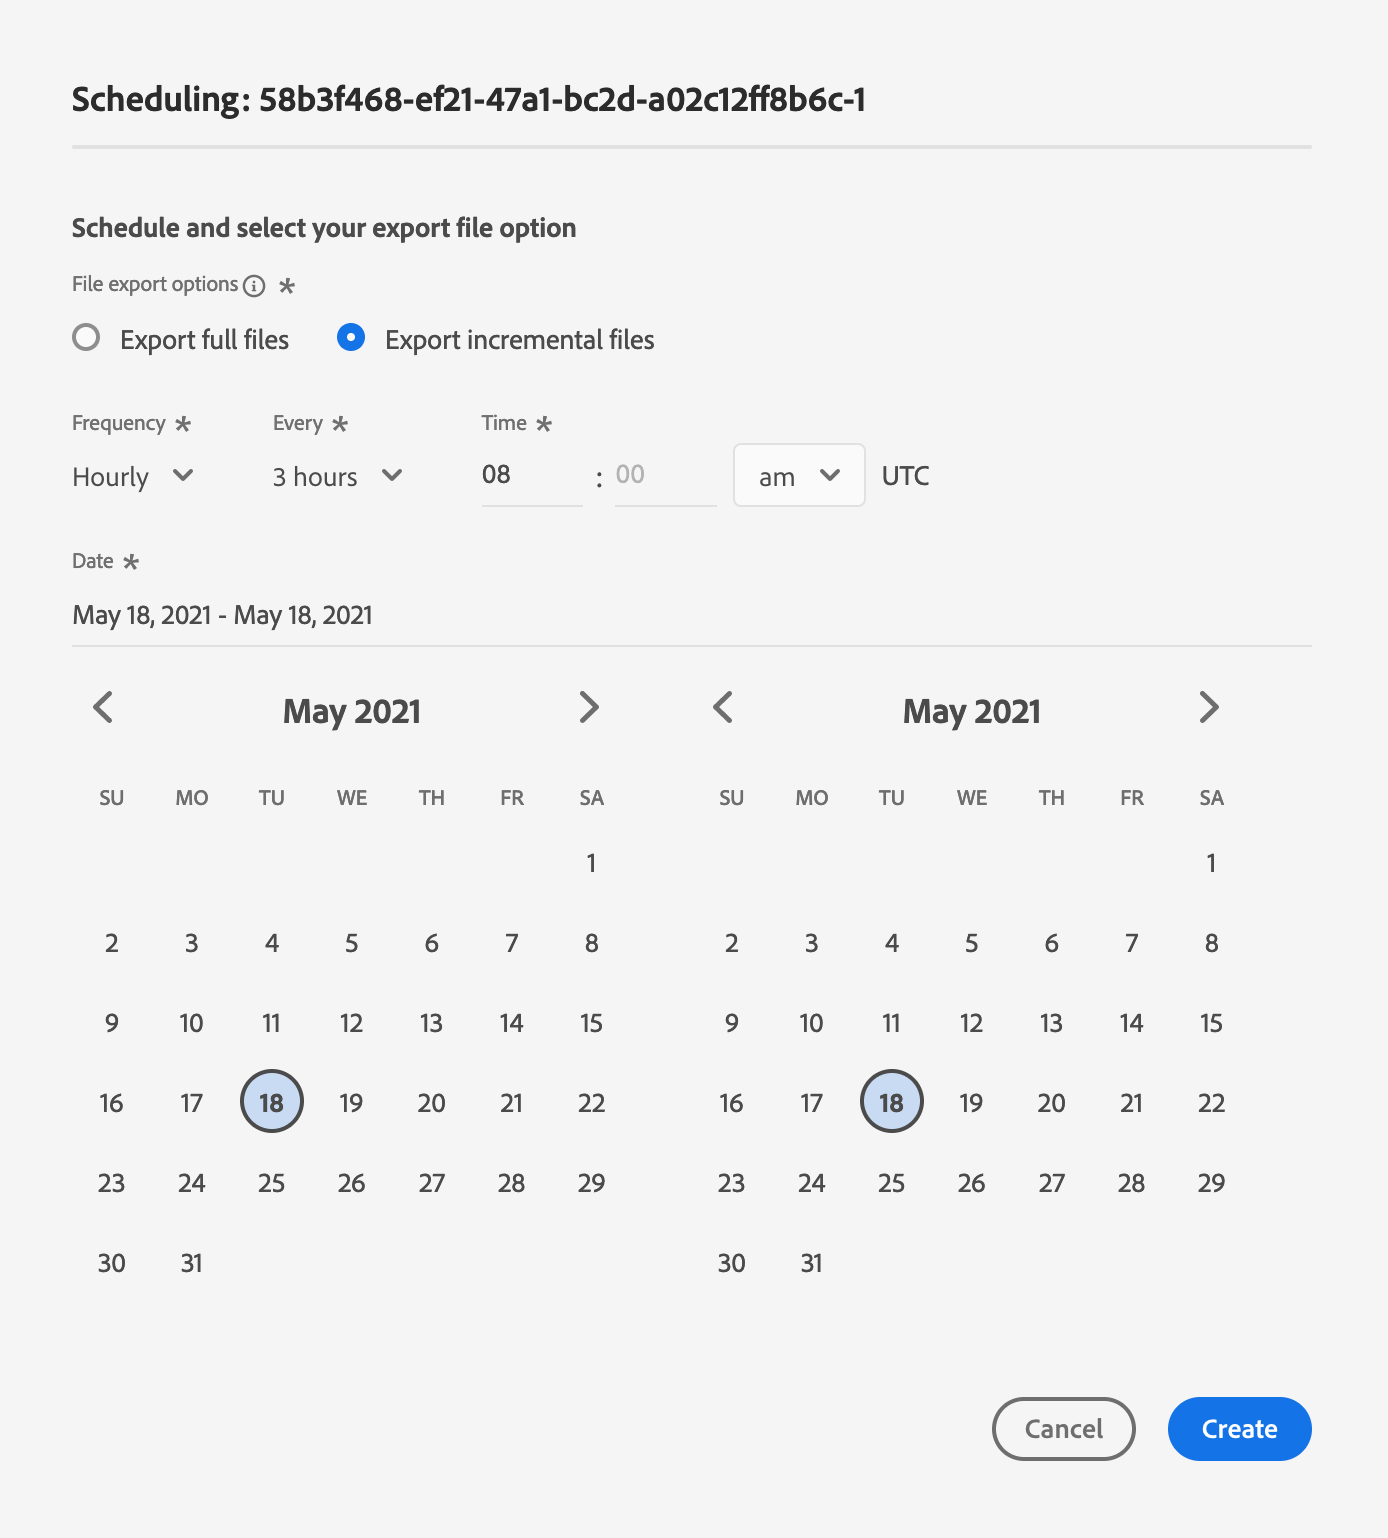 Scheduling: 58b3f468-ef21-47a1-bc2d-a02c12ff8b6c-1
Schedule and select your export file option
File export options *
Export full files Export incremental files
Frequency * Every * Time *
Hourly 3 hours 08 : 00 am UTC
Date *
May 18, 2021 - May 18, 2021
May 2021 May 2021
SU MO TU WE TH FR SA SU MO TU WE TH FR SA
1 1
2 3 4 5 6 7 8 2 3 4 5 6 7 8
9 10 11 12 13 14 15 9 10 11 12 13 14 15
16 17 18 19 20 21 22 16 17 18 19 20 21 22
23 24 25 26 27 28 29 23 24 25 26 27 28 29
30 31 30 31
Cancel Create